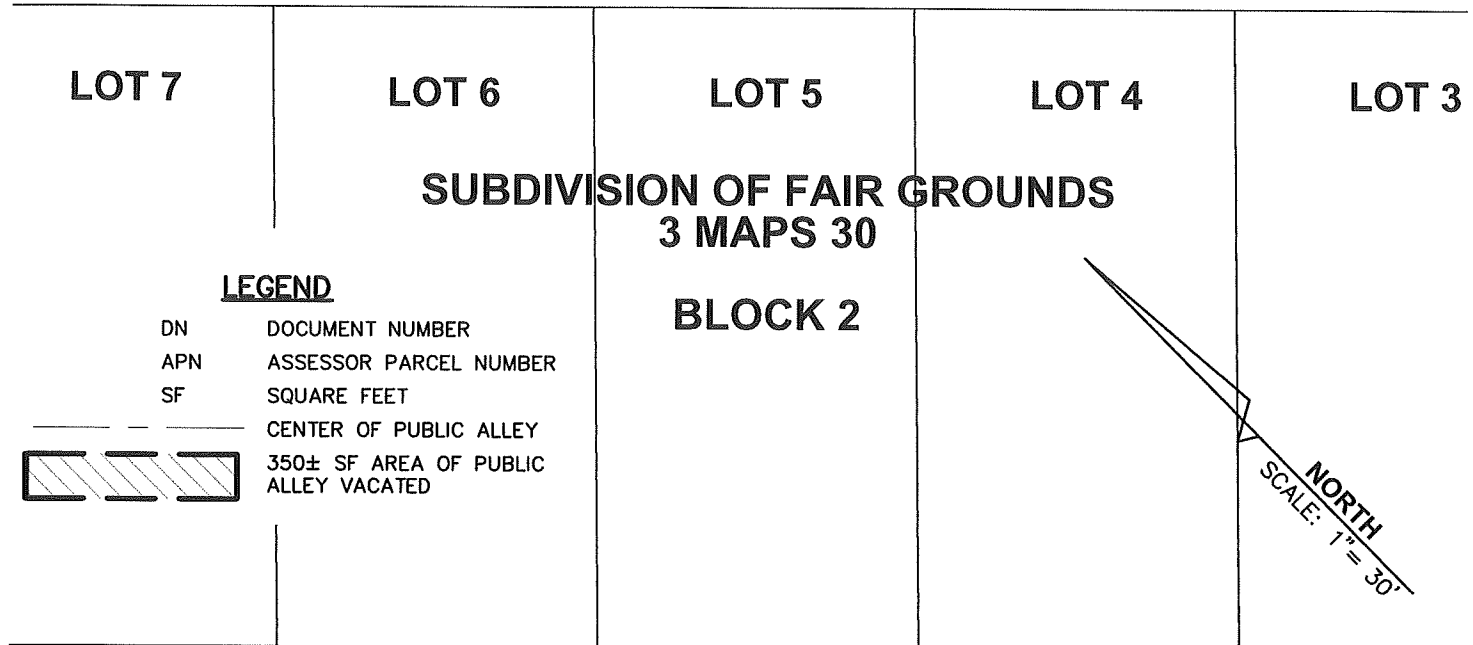 LOT 7
LOT 6
LOT 5
LOT 4
LOT 3
SUBDIVISION OF FAIR GROUNDS
3 MAPS 30
BLOCK 2
LEGEND
DN DOCUMENT NUMBER
APN ASSESSOR PARCEL NUMBER
SF SQUARE FEET
CENTER OF PUBLIC ALLEY
350± SF AREA OF PUBLIC
ALLEY VACATED
NORTH
SCALE: 1"= 30'